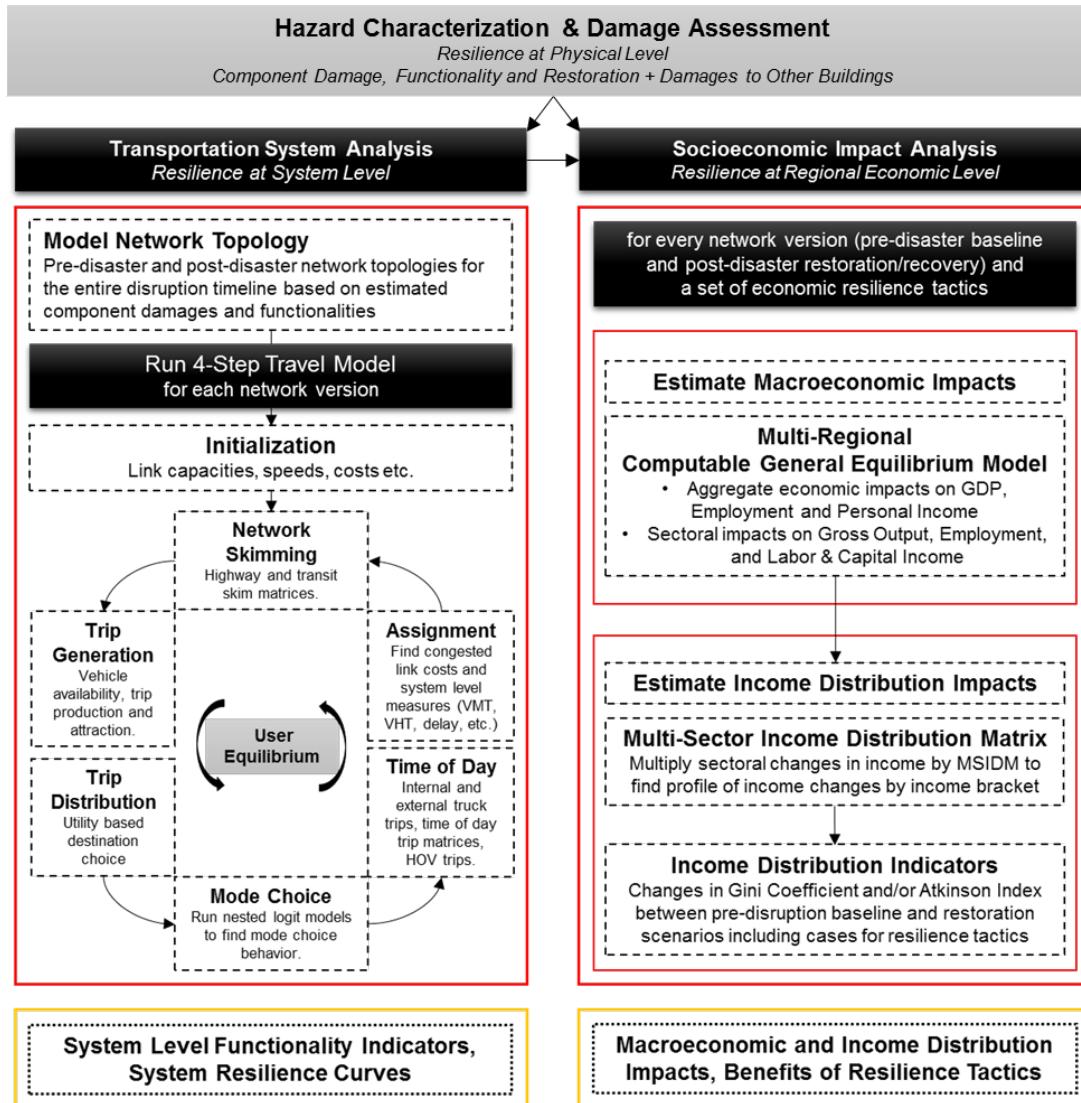 Hazard Characterization & Damage Assessment
Resilience at Physical Level
Component Damage, Functionality and Restoration + Damages to Other Buildings
Transportation System Analysis
Resilience at System Level
Model Network Topology
Pre-disaster and post-disaster network topologies for
the entire disruption timeline based on estimated
component damages and functionalities
Run 4-Step Travel Model
for each network version
Initialization
Link capacities, speeds, costs etc.
Network
Skimming
Highway and transit
skim matrices.
Trip
Generation
Vehicle
availability, trip
production and
attraction.
Trip
Distribution
Utility based
destination
choice
Mode Choice
Run nested logit models
to find mode choice
behavior.
Time of Day
Internal and
external truck
trips, time of day
trip matrices,
HOV trips.
Assignment
Find congested
link costs and
system level
measures (VMT,
VHT, delay, etc.)
User
Equilibrium
System Level Functionality Indicators,
System Resilience Curves
Socioeconomic Impact Analysis
Resilience at Regional Economic Level
for every network version (pre-disaster baseline
and post-disaster restoration/recovery) and
a set of economic resilience tactics
Estimate Macroeconomic Impacts
Multi-Regional
Computable General Equilibrium Model
• Aggregate economic impacts on GDP,
Employment and Personal Income
• Sectoral impacts on Gross Output, Employment,
and Labor & Capital Income
Estimate Income Distribution Impacts
Multi-Sector Income Distribution Matrix
Multiply sectoral changes in income by MSIDM to
find profile of income changes by income bracket
Income Distribution Indicators
Changes in Gini Coefficient and/or Atkinson Index
between pre-disruption baseline and restoration
scenarios including cases for resilience tactics
Macroeconomic and Income Distribution
Impacts, Benefits of Resilience Tactics